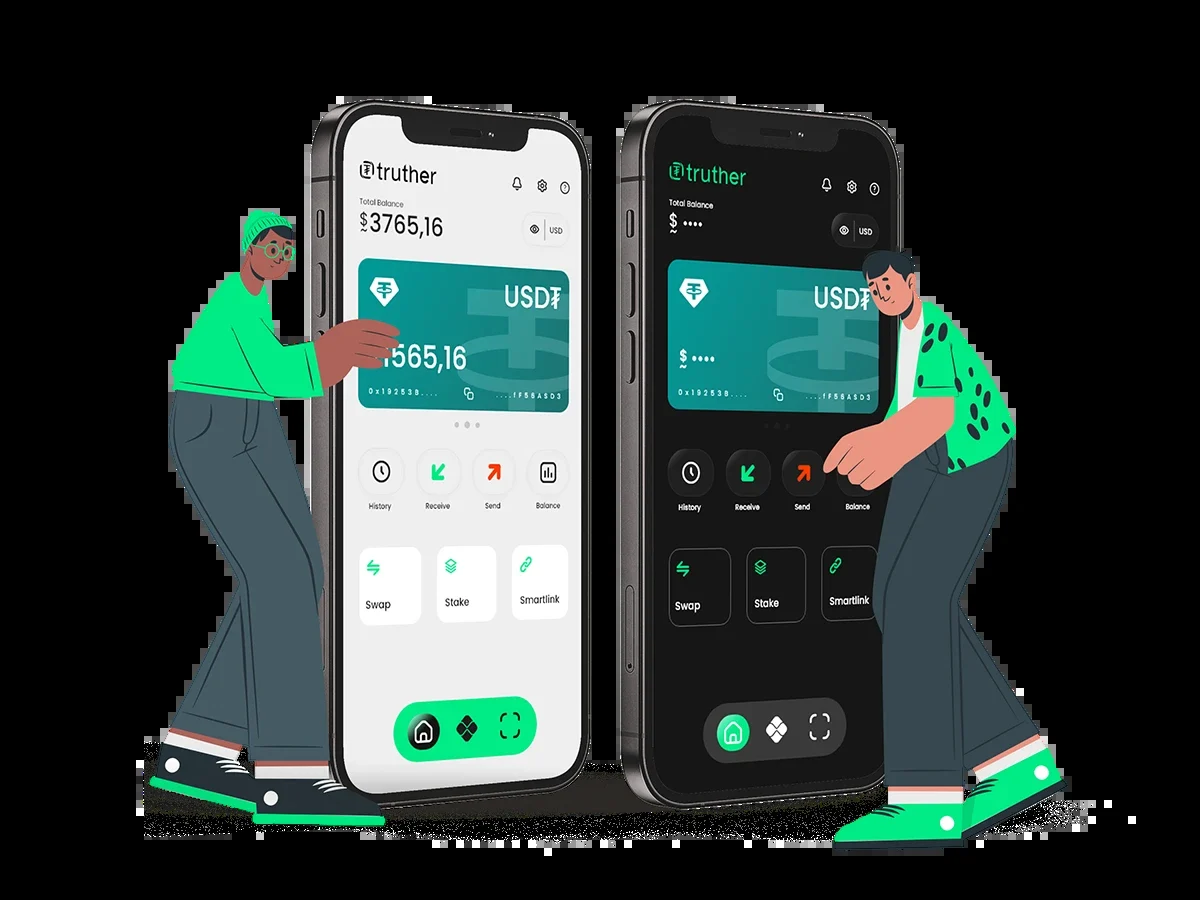 truther
Total Balance
$3765,16
USD
USD₮
1565,16
0x192538.... ....fF56ASD3
History Receive Send Balance
Swap Stake Smartlink
truther
Total Balance
$ ••••
USD
USD₮
$ ••••
0x192538.... ....fF56ASD3
History Receive Send Balance
Swap Stake Smartlink